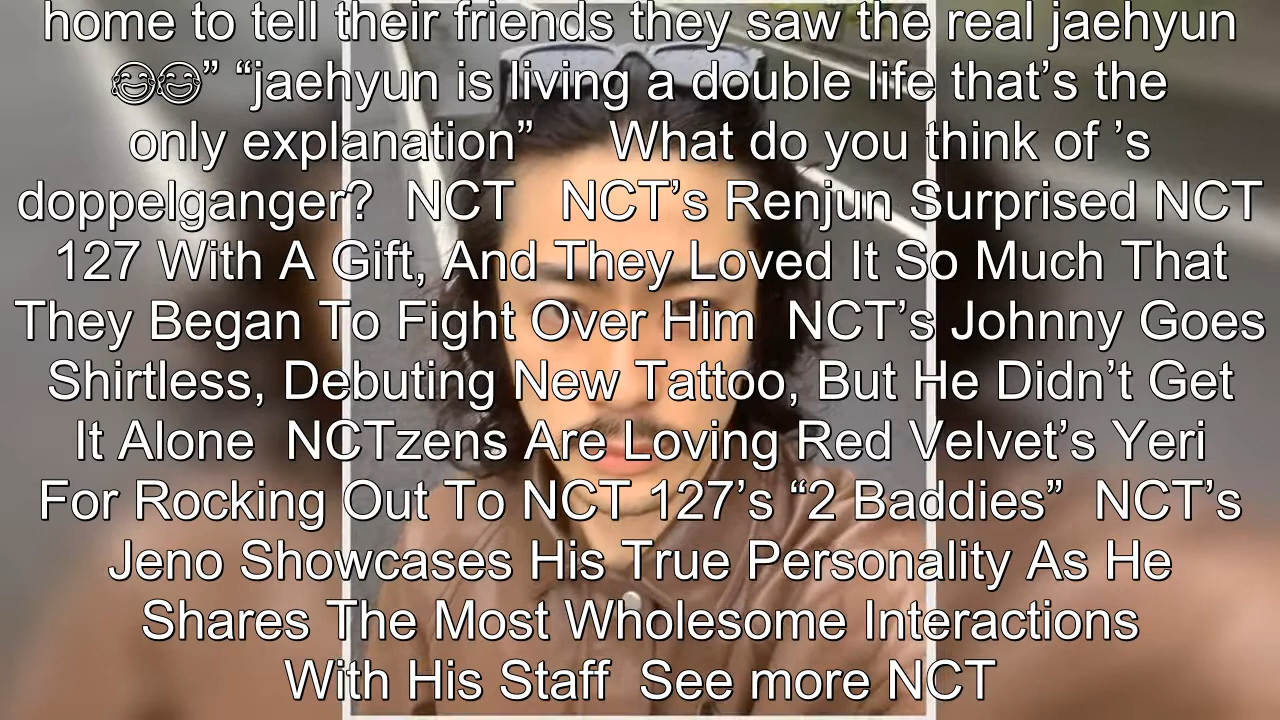 home to tell their friends they saw the real jaehyun
😂😂” “jaehyun is living a double life that’s the
only explanation” What do you think of ’s
doppelganger? NCT NCT’s Renjun Surprised NCT
127 With A Gift, And They Loved It So Much That
They Began To Fight Over Him NCT’s Johnny Goes
Shirtless, Debuting New Tattoo, But He Didn’t Get
It Alone NCTzens Are Loving Red Velvet’s Yeri
For Rocking Out To NCT 127’s “2 Baddies” NCT’s
Jeno Showcases His True Personality As He
Shares The Most Wholesome Interactions
With His Staff See more NCT